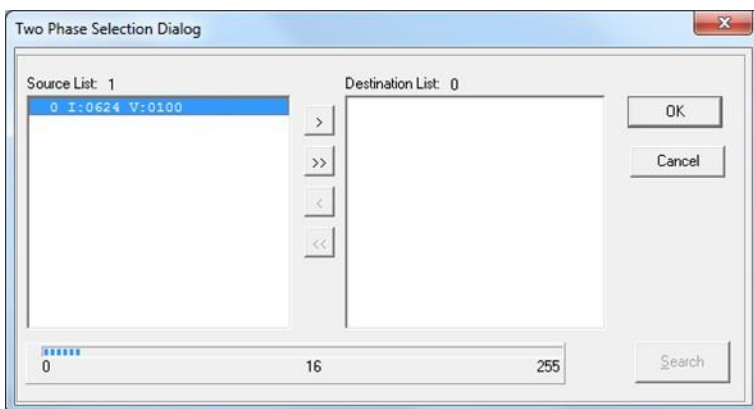 Two Phase Selection Dialog
Source List: 1
Destination List: 0
0 I:0624 V:0100
>
>>
<
<<
OK
Cancel
0 16 255
Search